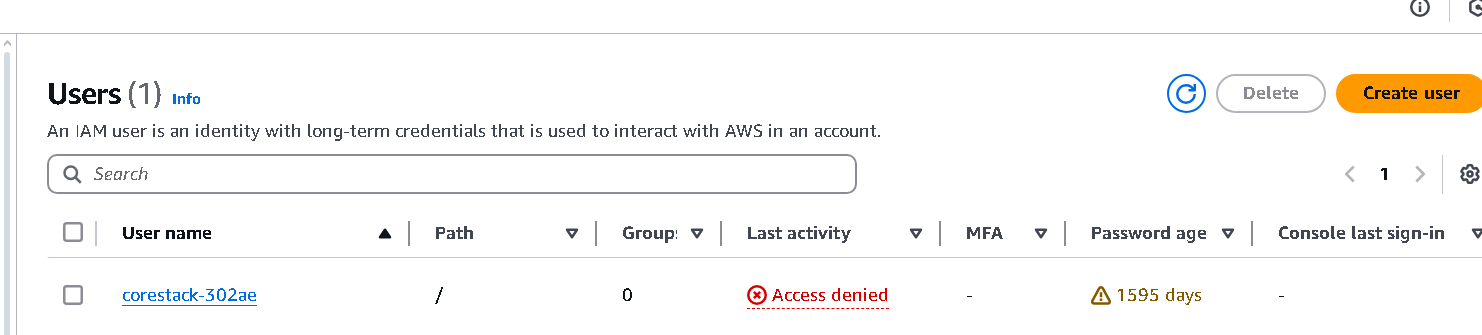 Users (1) Info
Delete
Create user
An IAM user is an identity with long-term credentials that is used to interact with AWS in an account.
Search
1
User name Path Group: Last activity MFA Password age Console last sign-in
corestack-302ae / 0 Access denied - 1595 days -